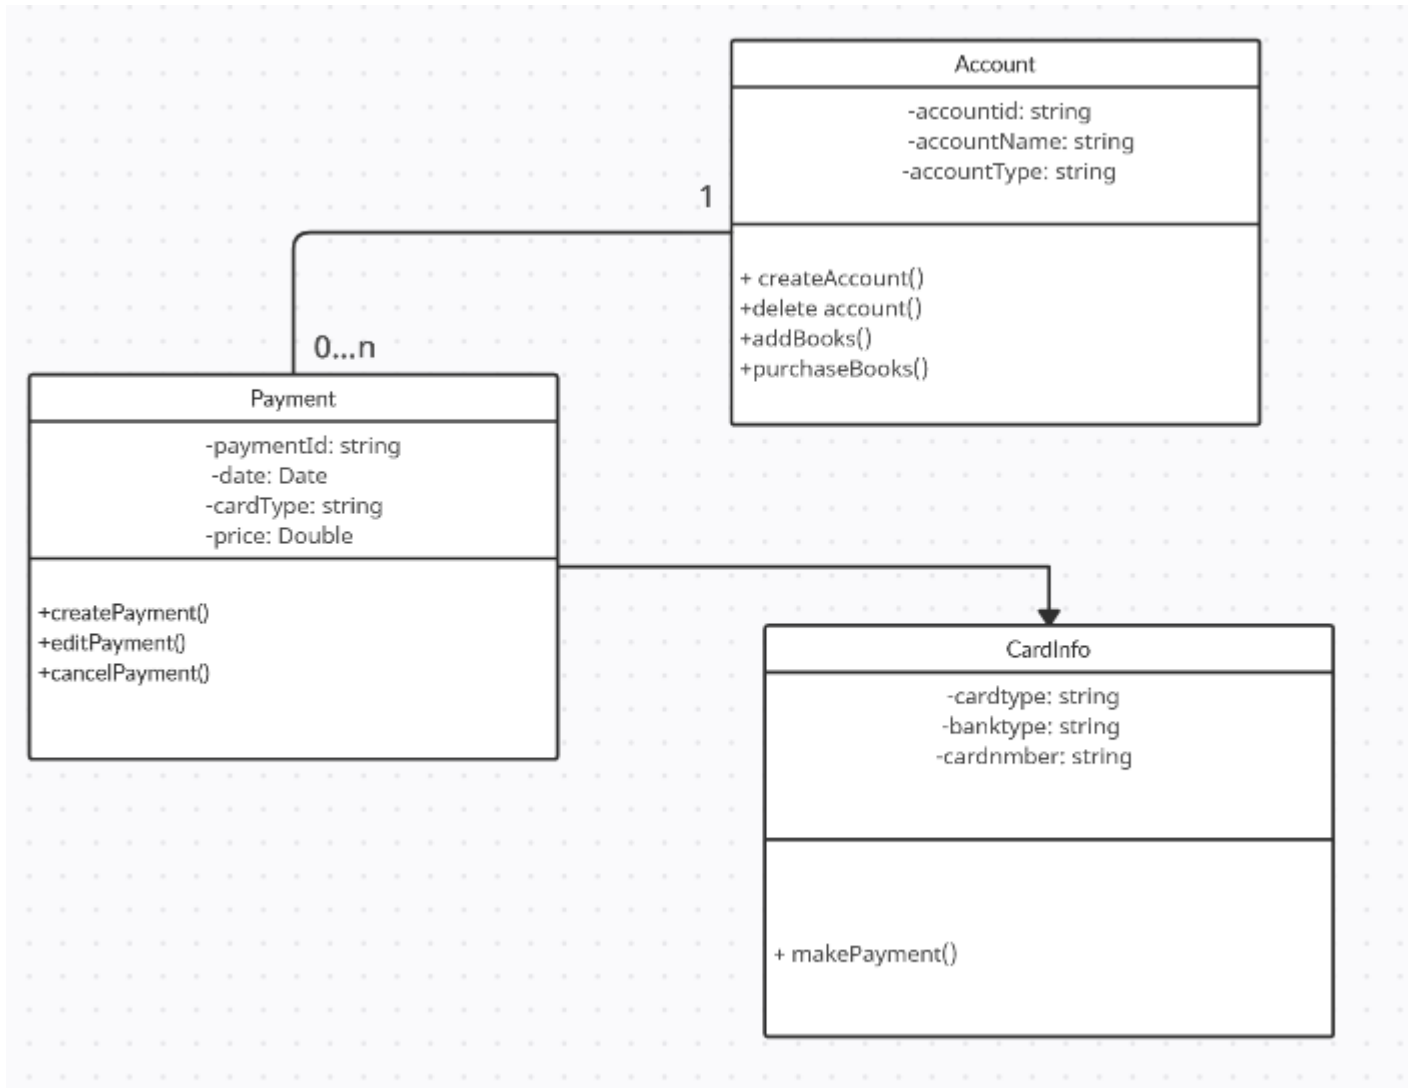 Account
-accountid: string
-accountName: string
-accountType: string
1
+ createAccount()
+delete account()
+addBooks()
+purchaseBooks()
0...n
Payment
-paymentId: string
-date: Date
-cardType: string
-price: Double
+createPayment()
+editPayment()
+cancelPayment()
CardInfo
-cardtype: string
-banktype: string
-cardnmber: string
+ makePayment()